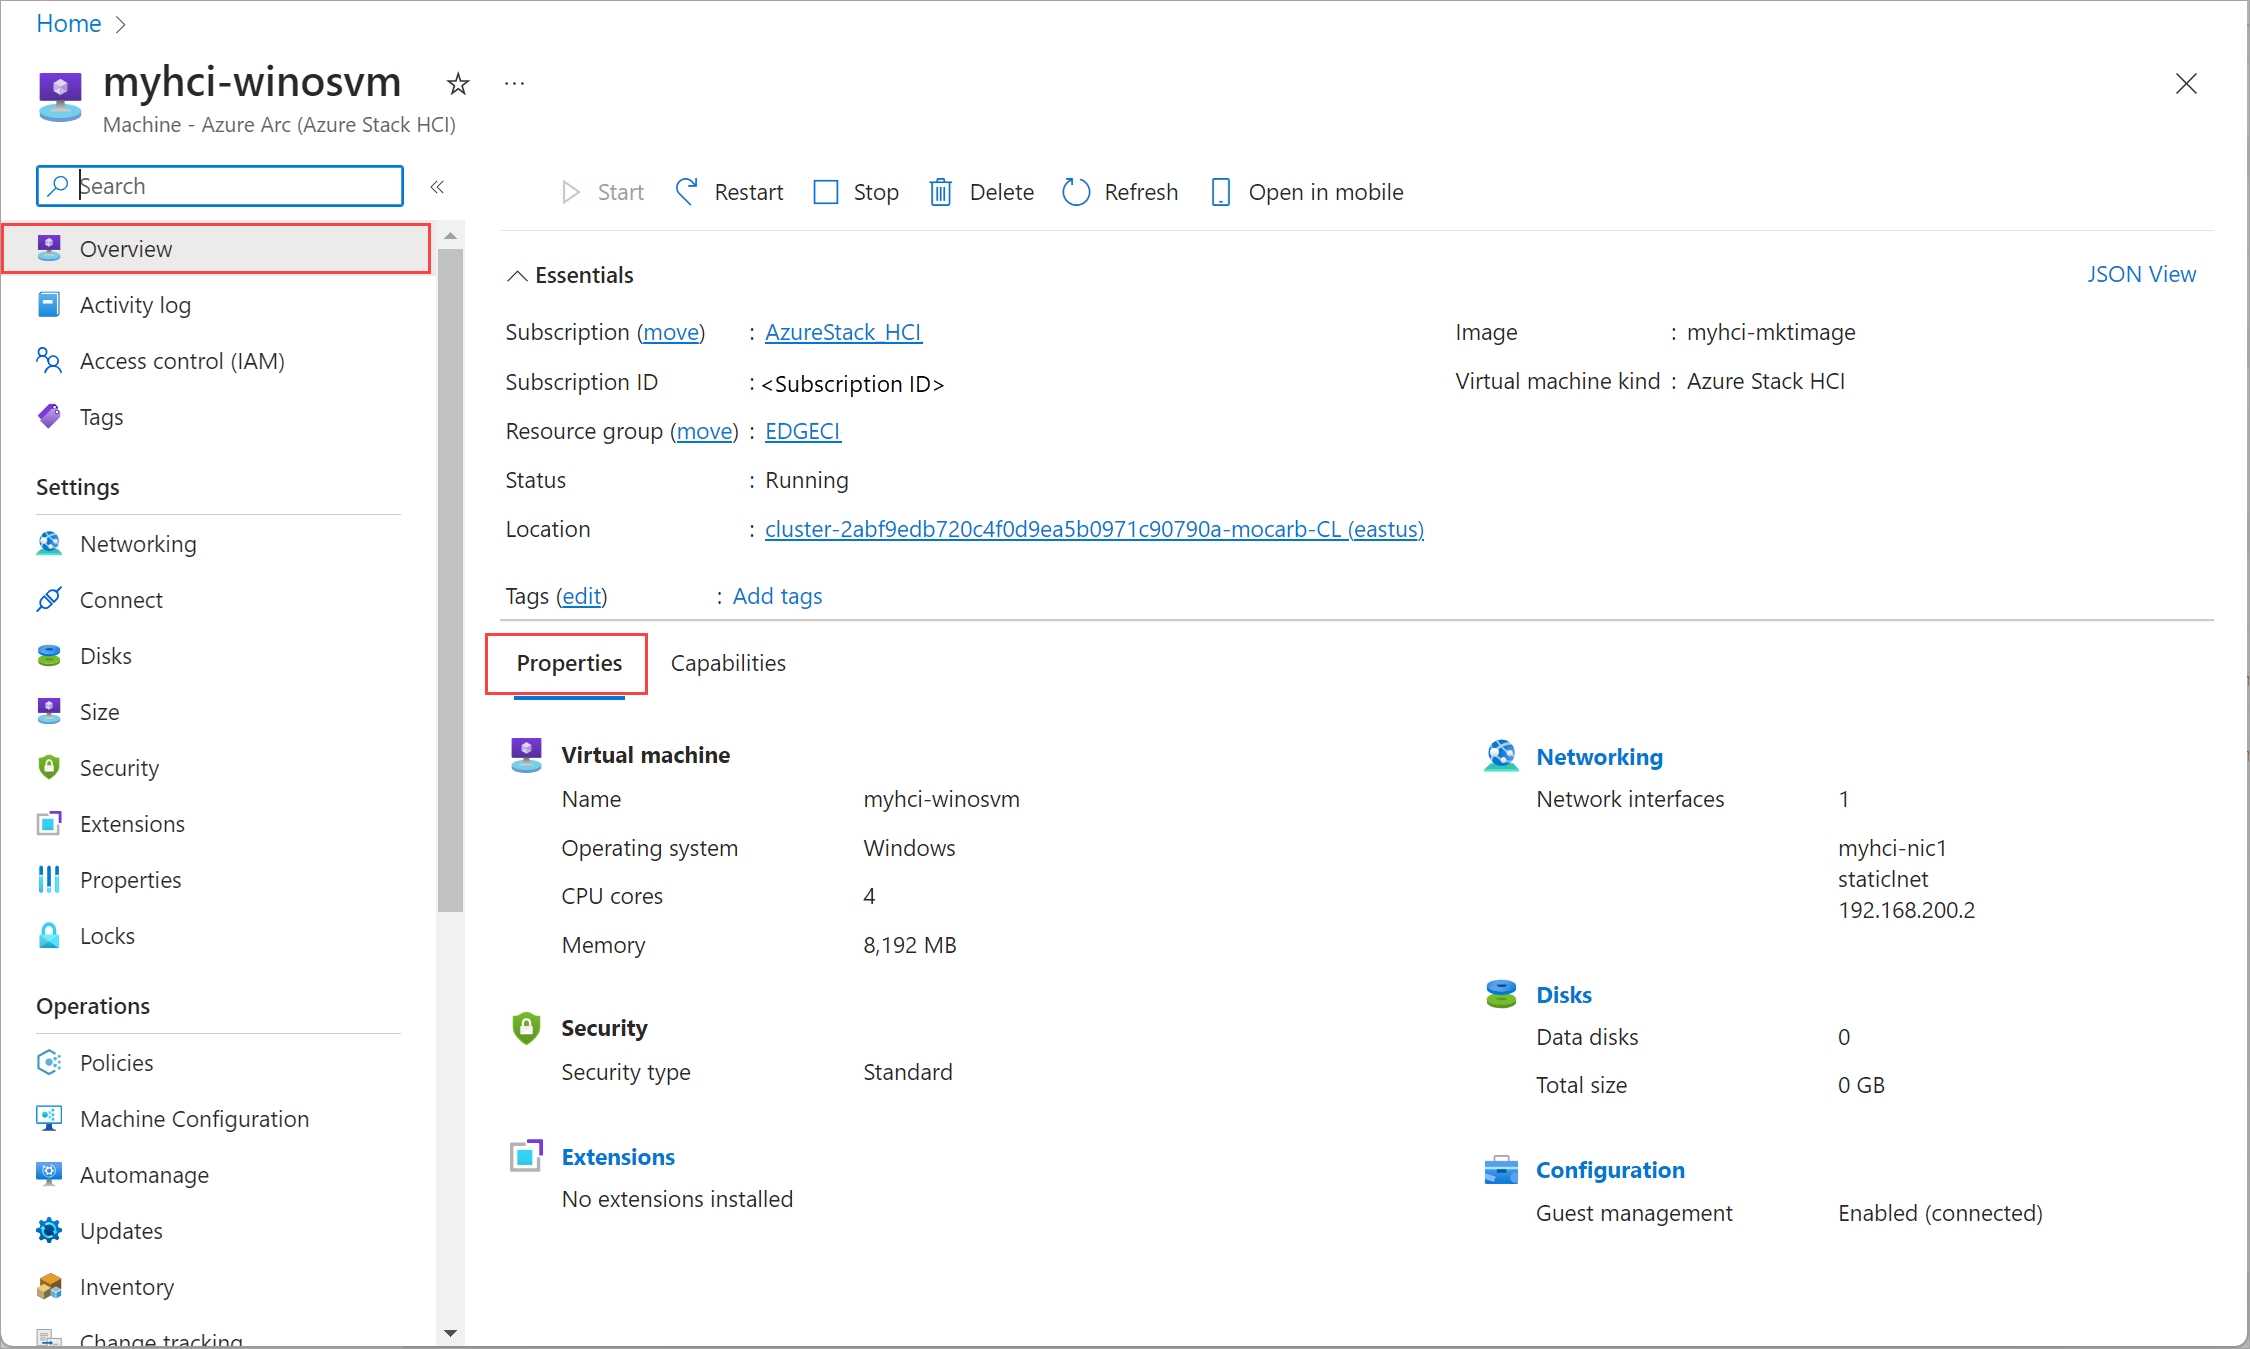 Home >
myhci-winosvm ☆ ...
Machine - Azure Arc (Azure Stack HCI)
Search «
Overview
Activity log
Access control (IAM)
Tags
Settings
Networking
Connect
Disks
Size
Security
Extensions
Properties
Locks
Operations
Policies
Machine Configuration
Automanage
Updates
Inventory
Change tracking
Start Restart Stop Delete Refresh Open in mobile
Essentials JSON View
Subscription (move) : AzureStack_HCI
Subscription ID : <Subscription ID>
Resource group (move) : EDGECI
Status : Running
Location : cluster-2abf9edb720c4f0d9ea5b0971c90790a-mocarb-CL (eastus)
Image : myhci-mktimage
Virtual machine kind : Azure Stack HCI
Tags (edit) : Add tags
Properties Capabilities
Virtual machine
Name myhci-winosvm
Operating system Windows
CPU cores 4
Memory 8,192 MB
Security
Security type Standard
Extensions
No extensions installed
Networking
Network interfaces 1
myhci-nic1
staticlnet
192.168.200.2
Disks
Data disks 0
Total size 0 GB
Configuration
Guest management Enabled (connected)